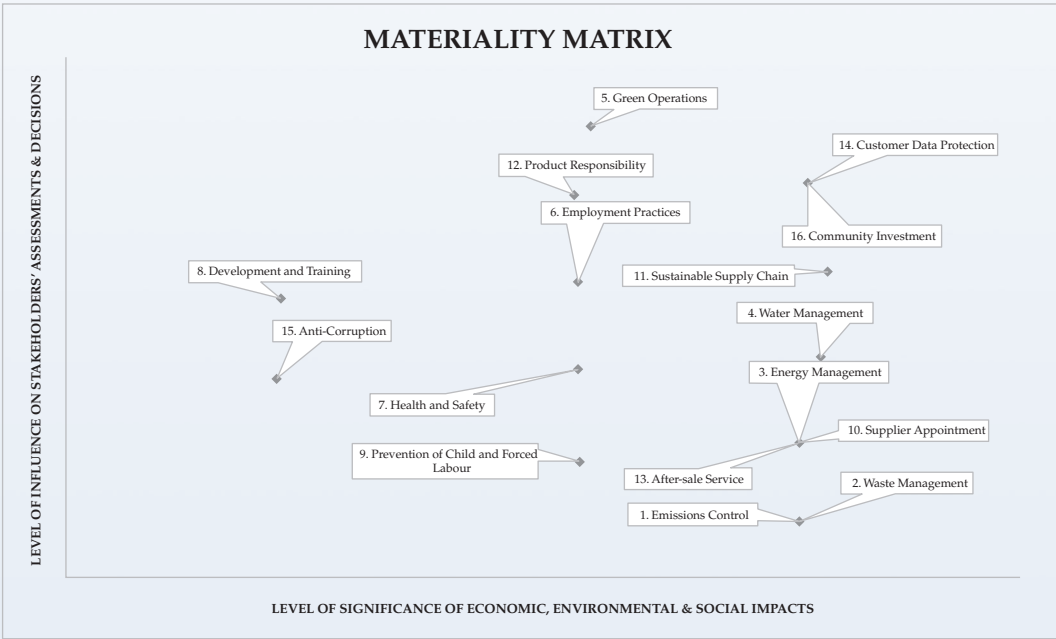 MATERIALITY MATRIX
LEVEL OF INFLUENCE ON STAKEHOLDERS' ASSESSMENTS & DECISIONS
5. Green Operations
14. Customer Data Protection
12. Product Responsibility
6. Employment Practices
16. Community Investment
8. Development and Training
11. Sustainable Supply Chain
4. Water Management
15. Anti-Corruption
3. Energy Management
7. Health and Safety
10. Supplier Appointment
9. Prevention of Child and Forced
Labour
13. After-sale Service
2. Waste Management
1. Emissions Control
LEVEL OF SIGNIFICANCE OF ECONOMIC, ENVIRONMENTAL & SOCIAL IMPACTS